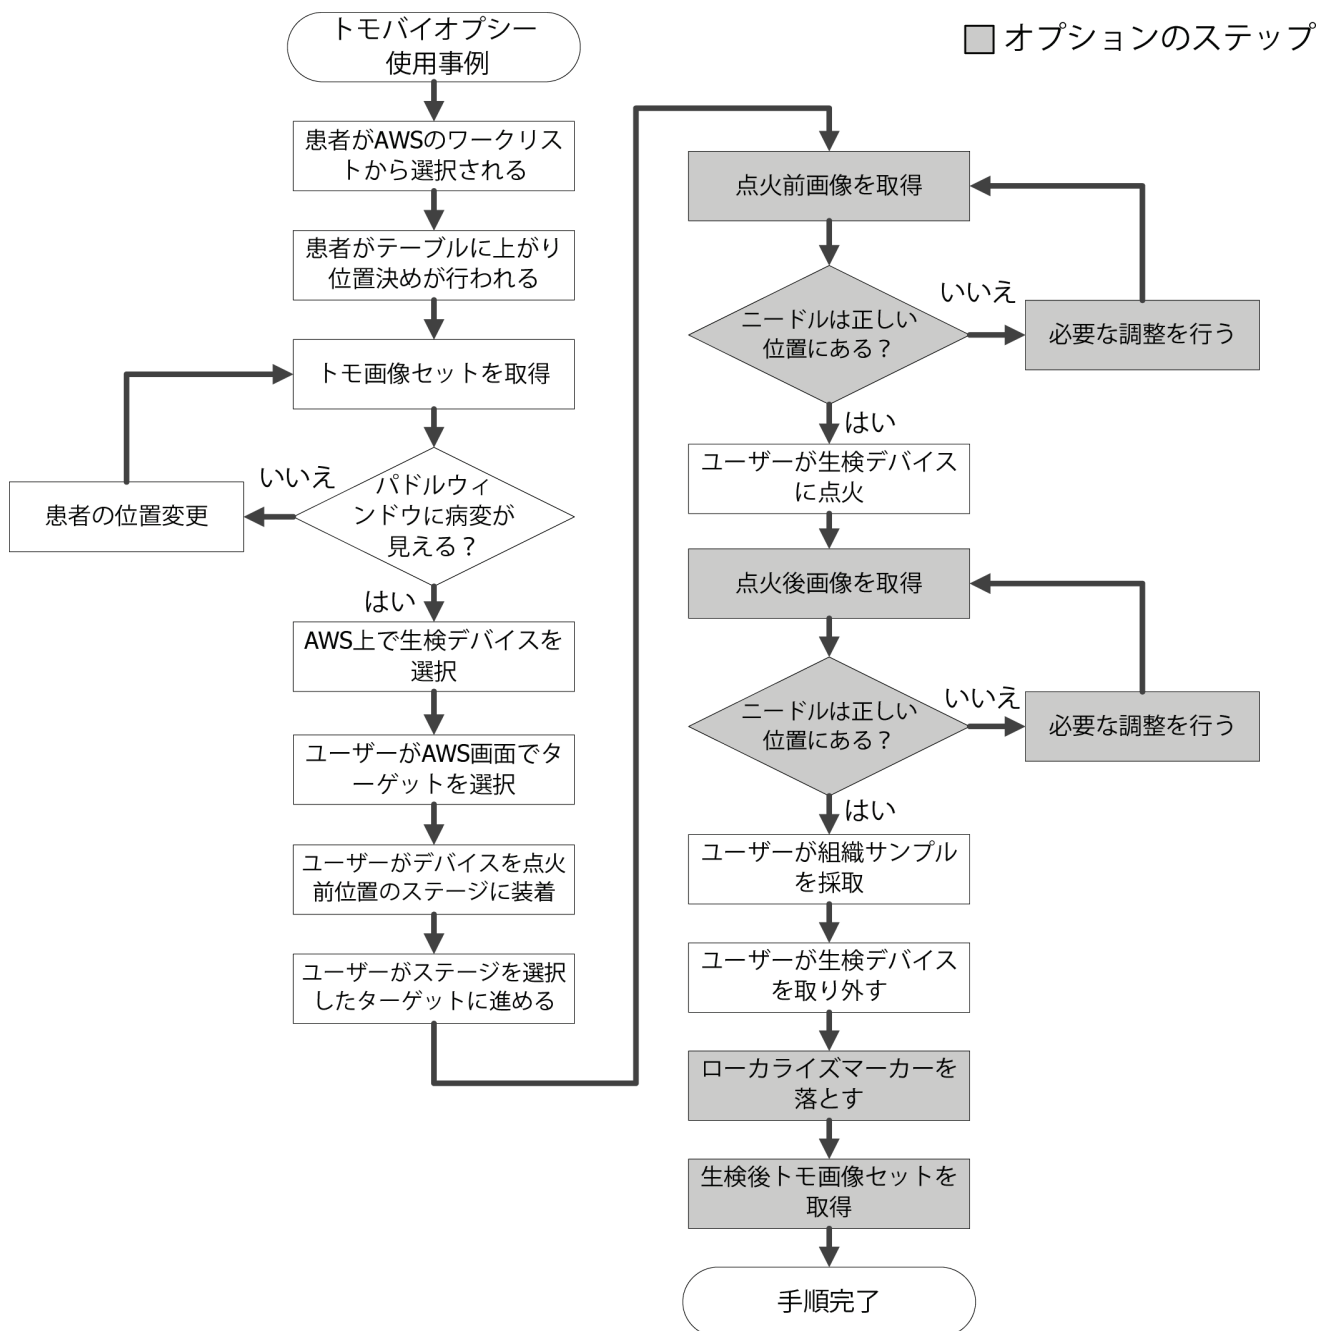 トモバイオプシー
使用事例
オプションのステップ
患者がAWSのワークリス
トから選択される
患者がテーブルに上がり
位置決めが行われる
トモ画像セットを取得
パドルウィ
ンドウに病変が
見える？
いいえ
患者の位置変更
はい
AWS上で生検デバイスを
選択
ユーザーがAWS画面でタ
ーゲットを選択
ユーザーがデバイスを点火
前位置のステージに装着
ユーザーがステージを選択
したターゲットに進める
点火前画像を取得
ニードルは正しい
位置にある？
いいえ
必要な調整を行う
はい
ユーザーが生検デバイス
に点火
点火後画像を取得
ニードルは正しい
位置にある？
いいえ
必要な調整を行う
はい
ユーザーが組織サンプル
を採取
ユーザーが生検デバイス
を取り外す
ローカライズマーカーを
落とす
生検後トモ画像セットを
取得
手順完了